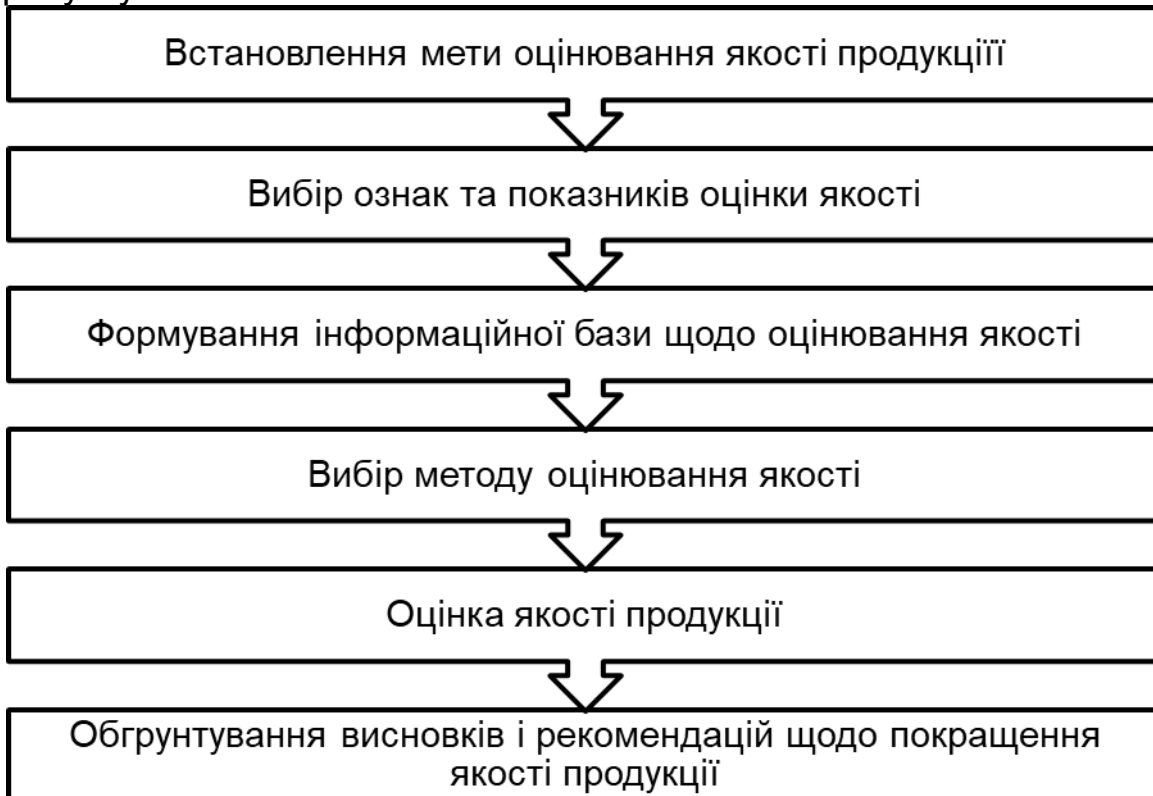 Встановлення мети оцінювання якості продукціїї
Вибір ознак та показників оцінки якості
Формування інформаційної бази щодо оцінювання якості
Вибір методу оцінювання якості
Оцінка якості продукції
Обгрунтування висновків і рекомендацій щодо покращення
якості продукції